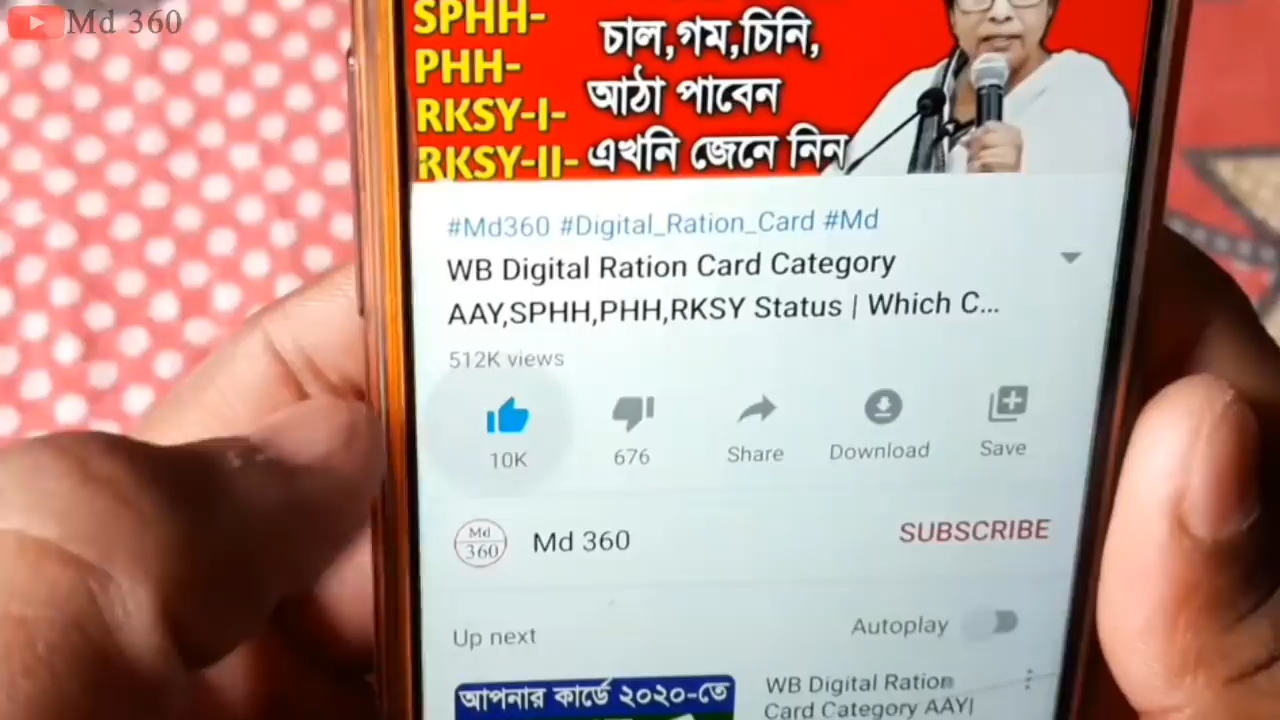 Md 360
SPHH-
PHH-
RKSY-I-
RKSY-II-
চাল,গম,চিনি,
আঠা পাবেন
এখনি জেনে নিন
#Md360 #Digital_Ration_Card #Md
WB Digital Ration Card Category
AAY,SPHH,PHH,RKSY Status | Which C...
512K views
10K
676
Share
Download
Save
Md
360
Md 360
SUBSCRIBE
Up next
Autoplay
আপনার কার্ডে ২০২০-তে
WB Digital Ration
Card Category AAY|